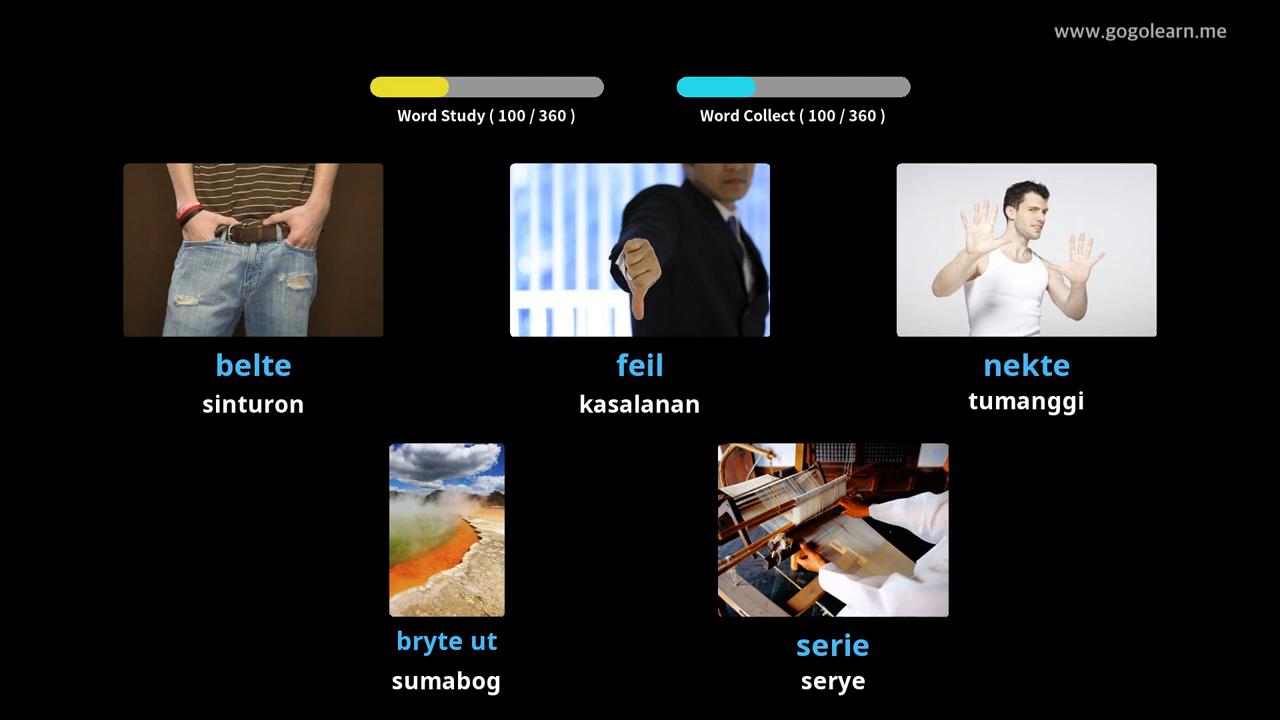 www.gogolearn.me
Word Study ( 100 / 360 )
Word Collect ( 100 / 360 )
belte
sinturon
feil
kasalanan
nekte
tumanggi
bryte ut
sumabog
serie
serye